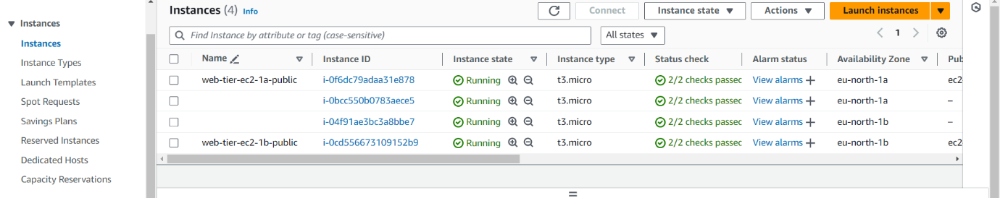 Instances
Instances
Instance Types
Launch Templates
Spot Requests
Savings Plans
Reserved Instances
Dedicated Hosts
Capacity Reservations
Instances (4) Info
Connect
Instance state
Actions
Launch instances
Find Instance by attribute or tag (case-sensitive)
All states
1
Name Instance ID Instance state Instance type Status check Alarm status Availability Zone Pub
web-tier-ec2-1a-public i-0f6dc79adaa31e878 Running t3.micro 2/2 checks passec View alarms + eu-north-1a ec2
i-0bcc550b0783aece5 Running t3.micro 2/2 checks passec View alarms + eu-north-1a –
i-04f91ae3bc3a8bbe7 Running t3.micro 2/2 checks passec View alarms + eu-north-1b –
web-tier-ec2-1b-public i-0cd556673109152b9 Running t3.micro 2/2 checks passec View alarms + eu-north-1b ec2